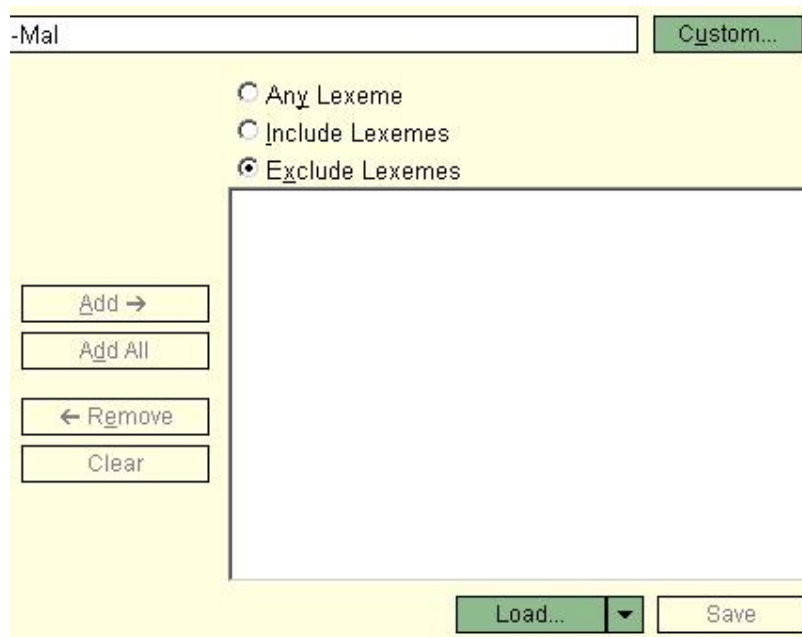 -Mal Custom...
Any Lexeme
Include Lexemes
Exclude Lexemes
Add →
Add All
← Remove
Clear
Load... Save